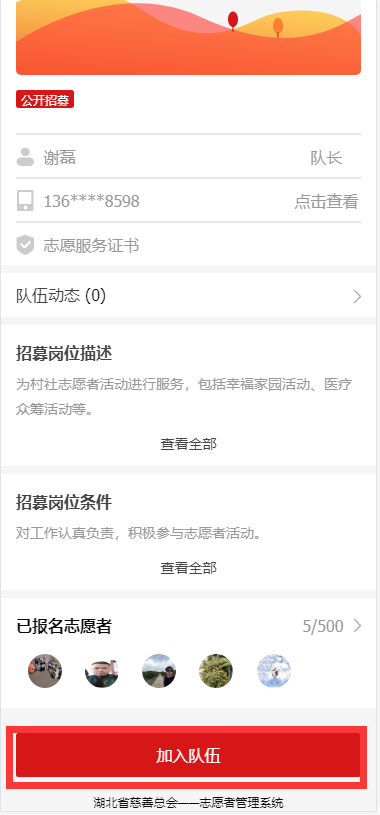 公开招募
谢磊 队长
136****8598 点击查看
志愿服务证书
队伍动态 (0)
招募岗位描述
为村社志愿者活动进行服务，包括幸福家园活动、医疗
众筹活动等。
查看全部
招募岗位条件
对工作认真负责，积极参与志愿者活动。
查看全部
已报名志愿者 5/500
加入队伍
湖北省慈善总会——志愿者管理系统